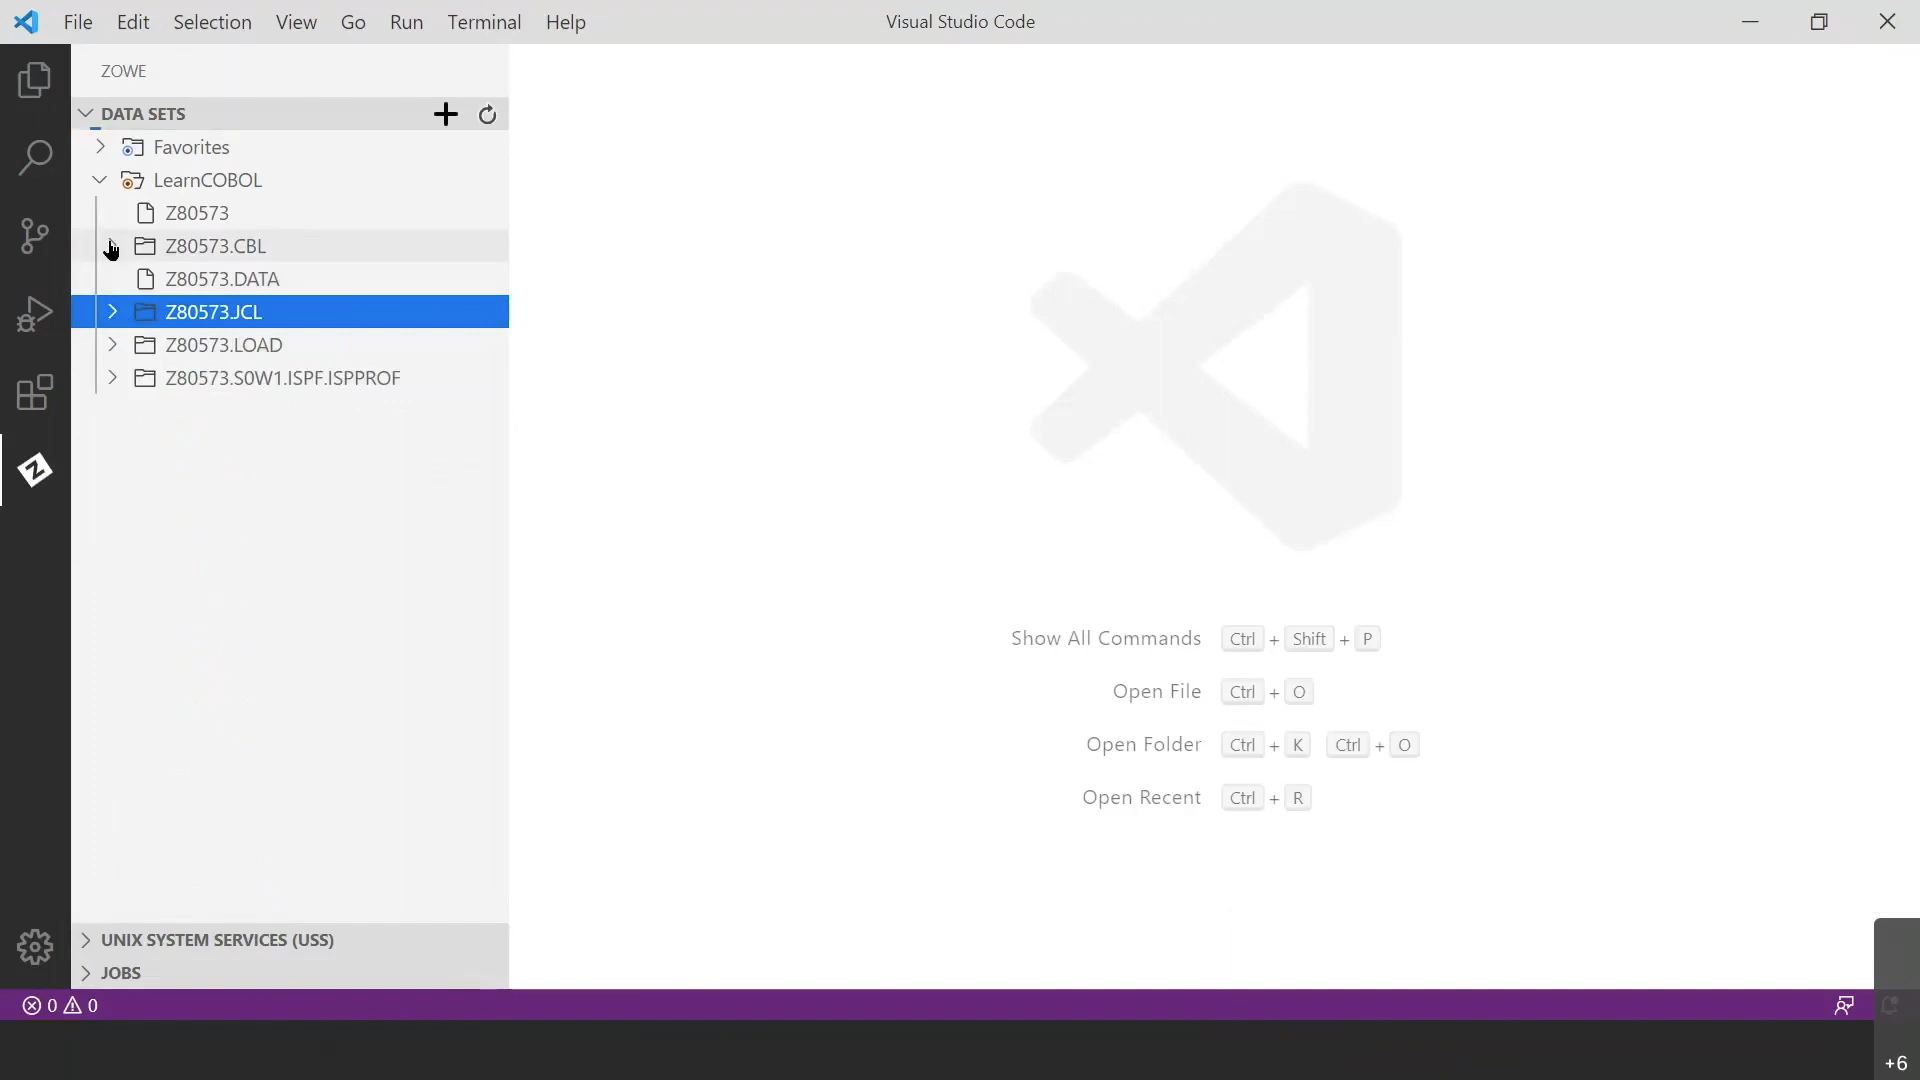 File Edit Selection View Go Run Terminal Help Visual Studio Code
ZOWE
DATA SETS
Favorites
LearnCOBOL
Z80573
Z80573.CBL
Z80573.DATA
Z80573.JCL
Z80573.LOAD
Z80573.S0W1.ISPF.ISPPROF
Show All Commands Ctrl + Shift + P
Open File Ctrl + O
Open Folder Ctrl + K Ctrl + O
Open Recent Ctrl + R
UNIX SYSTEM SERVICES (USS)
JOBS
0 0
+6